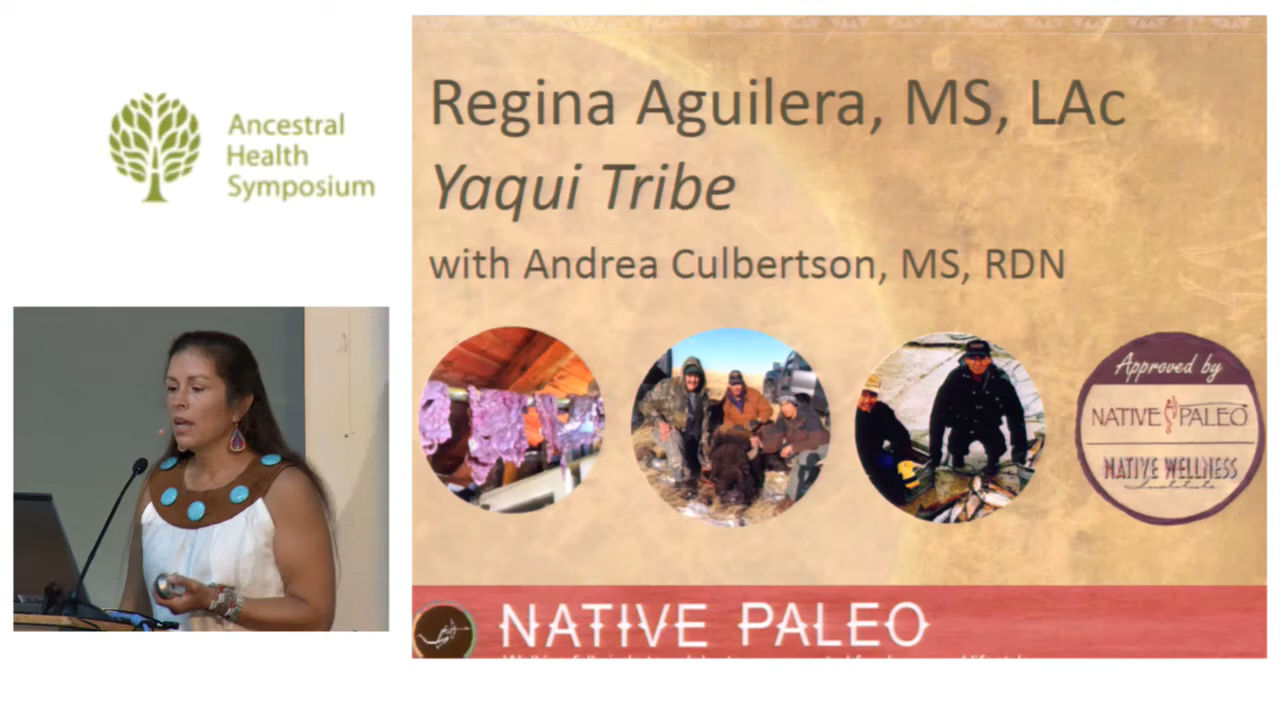 Ancestral
Health
Symposium
Regina Aguilera, MS, LAc
Yaqui Tribe
with Andrea Culbertson, MS, RDN
Approved by
NATIVE PALEO
NATIVE WELLNESS
Institute
NATIVE PALEO